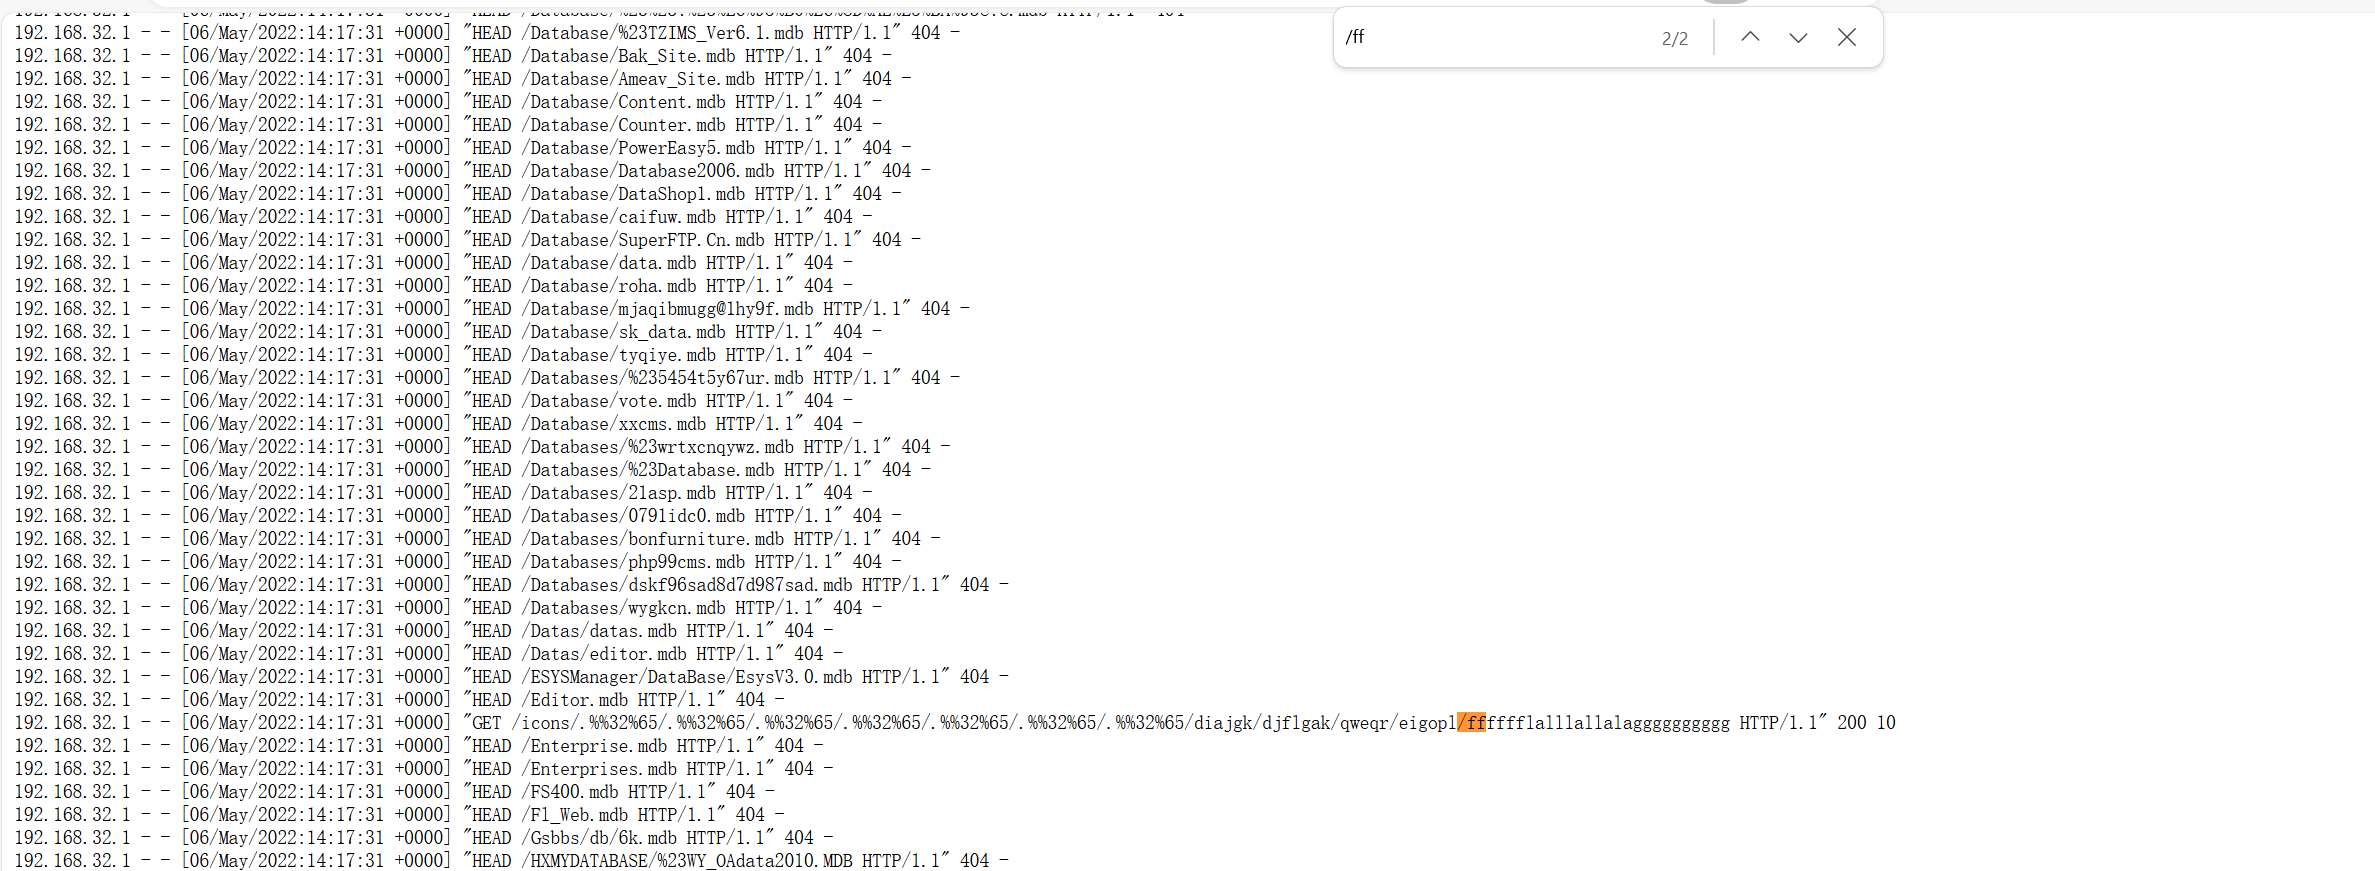 /ff 2/2
192.168.32.1 - - [06/May/2022:14:17:31 +0000] "HEAD /Database/%23TZIMS_Ver6.1.mdb HTTP/1.1" 404 -
192.168.32.1 - - [06/May/2022:14:17:31 +0000] "HEAD /Database/Bak_Site.mdb HTTP/1.1" 404 -
192.168.32.1 - - [06/May/2022:14:17:31 +0000] "HEAD /Database/Ameav_Site.mdb HTTP/1.1" 404 -
192.168.32.1 - - [06/May/2022:14:17:31 +0000] "HEAD /Database/Content.mdb HTTP/1.1" 404 -
192.168.32.1 - - [06/May/2022:14:17:31 +0000] "HEAD /Database/Counter.mdb HTTP/1.1" 404 -
192.168.32.1 - - [06/May/2022:14:17:31 +0000] "HEAD /Database/PowerEasy5.mdb HTTP/1.1" 404 -
192.168.32.1 - - [06/May/2022:14:17:31 +0000] "HEAD /Database/Database2006.mdb HTTP/1.1" 404 -
192.168.32.1 - - [06/May/2022:14:17:31 +0000] "HEAD /Database/DataShop1.mdb HTTP/1.1" 404 -
192.168.32.1 - - [06/May/2022:14:17:31 +0000] "HEAD /Database/caifuw.mdb HTTP/1.1" 404 -
192.168.32.1 - - [06/May/2022:14:17:31 +0000] "HEAD /Database/SuperFTP.Cn.mdb HTTP/1.1" 404 -
192.168.32.1 - - [06/May/2022:14:17:31 +0000] "HEAD /Database/data.mdb HTTP/1.1" 404 -
192.168.32.1 - - [06/May/2022:14:17:31 +0000] "HEAD /Database/roha.mdb HTTP/1.1" 404 -
192.168.32.1 - - [06/May/2022:14:17:31 +0000] "HEAD /Database/mjaqibmugg@lhy9f.mdb HTTP/1.1" 404 -
192.168.32.1 - - [06/May/2022:14:17:31 +0000] "HEAD /Database/sk_data.mdb HTTP/1.1" 404 -
192.168.32.1 - - [06/May/2022:14:17:31 +0000] "HEAD /Database/tyqiye.mdb HTTP/1.1" 404 -
192.168.32.1 - - [06/May/2022:14:17:31 +0000] "HEAD /Databases/%235454t5y67ur.mdb HTTP/1.1" 404 -
192.168.32.1 - - [06/May/2022:14:17:31 +0000] "HEAD /Database/vote.mdb HTTP/1.1" 404 -
192.168.32.1 - - [06/May/2022:14:17:31 +0000] "HEAD /Database/xxcms.mdb HTTP/1.1" 404 -
192.168.32.1 - - [06/May/2022:14:17:31 +0000] "HEAD /Databases/%23wrtxcnqywz.mdb HTTP/1.1" 404 -
192.168.32.1 - - [06/May/2022:14:17:31 +0000] "HEAD /Databases/%23Database.mdb HTTP/1.1" 404 -
192.168.32.1 - - [06/May/2022:14:17:31 +0000] "HEAD /Databases/21asp.mdb HTTP/1.1" 404 -
192.168.32.1 - - [06/May/2022:14:17:31 +0000] "HEAD /Databases/0791idc0.mdb HTTP/1.1" 404 -
192.168.32.1 - - [06/May/2022:14:17:31 +0000] "HEAD /Databases/bonfurniture.mdb HTTP/1.1" 404 -
192.168.32.1 - - [06/May/2022:14:17:31 +0000] "HEAD /Databases/php99cms.mdb HTTP/1.1" 404 -
192.168.32.1 - - [06/May/2022:14:17:31 +0000] "HEAD /Databases/dskf96sad8d7d987sad.mdb HTTP/1.1" 404 -
192.168.32.1 - - [06/May/2022:14:17:31 +0000] "HEAD /Databases/wygkcn.mdb HTTP/1.1" 404 -
192.168.32.1 - - [06/May/2022:14:17:31 +0000] "HEAD /Datas/datas.mdb HTTP/1.1" 404 -
192.168.32.1 - - [06/May/2022:14:17:31 +0000] "HEAD /Datas/editor.mdb HTTP/1.1" 404 -
192.168.32.1 - - [06/May/2022:14:17:31 +0000] "HEAD /ESYSManager/DataBase/EsysV3.0.mdb HTTP/1.1" 404 -
192.168.32.1 - - [06/May/2022:14:17:31 +0000] "HEAD /Editor.mdb HTTP/1.1" 404 -
192.168.32.1 - - [06/May/2022:14:17:31 +0000] "GET /icons/.%%32%65/.%%32%65/.%%32%65/.%%32%65/.%%32%65/.%%32%65/.%%32%65/diajgk/djflgak/qweqr/eigopl/fffffflalllallalaggggggggggg HTTP/1.1" 200 10
192.168.32.1 - - [06/May/2022:14:17:31 +0000] "HEAD /Enterprise.mdb HTTP/1.1" 404 -
192.168.32.1 - - [06/May/2022:14:17:31 +0000] "HEAD /Enterprises.mdb HTTP/1.1" 404 -
192.168.32.1 - - [06/May/2022:14:17:31 +0000] "HEAD /FS400.mdb HTTP/1.1" 404 -
192.168.32.1 - - [06/May/2022:14:17:31 +0000] "HEAD /Fl_Web.mdb HTTP/1.1" 404 -
192.168.32.1 - - [06/May/2022:14:17:31 +0000] "HEAD /Gsbbs/db/6k.mdb HTTP/1.1" 404 -
192.168.32.1 - - [06/May/2022:14:17:31 +0000] "HEAD /HXMYDATABASE/%23WY_OAdata2010.MDB HTTP/1.1" 404 -